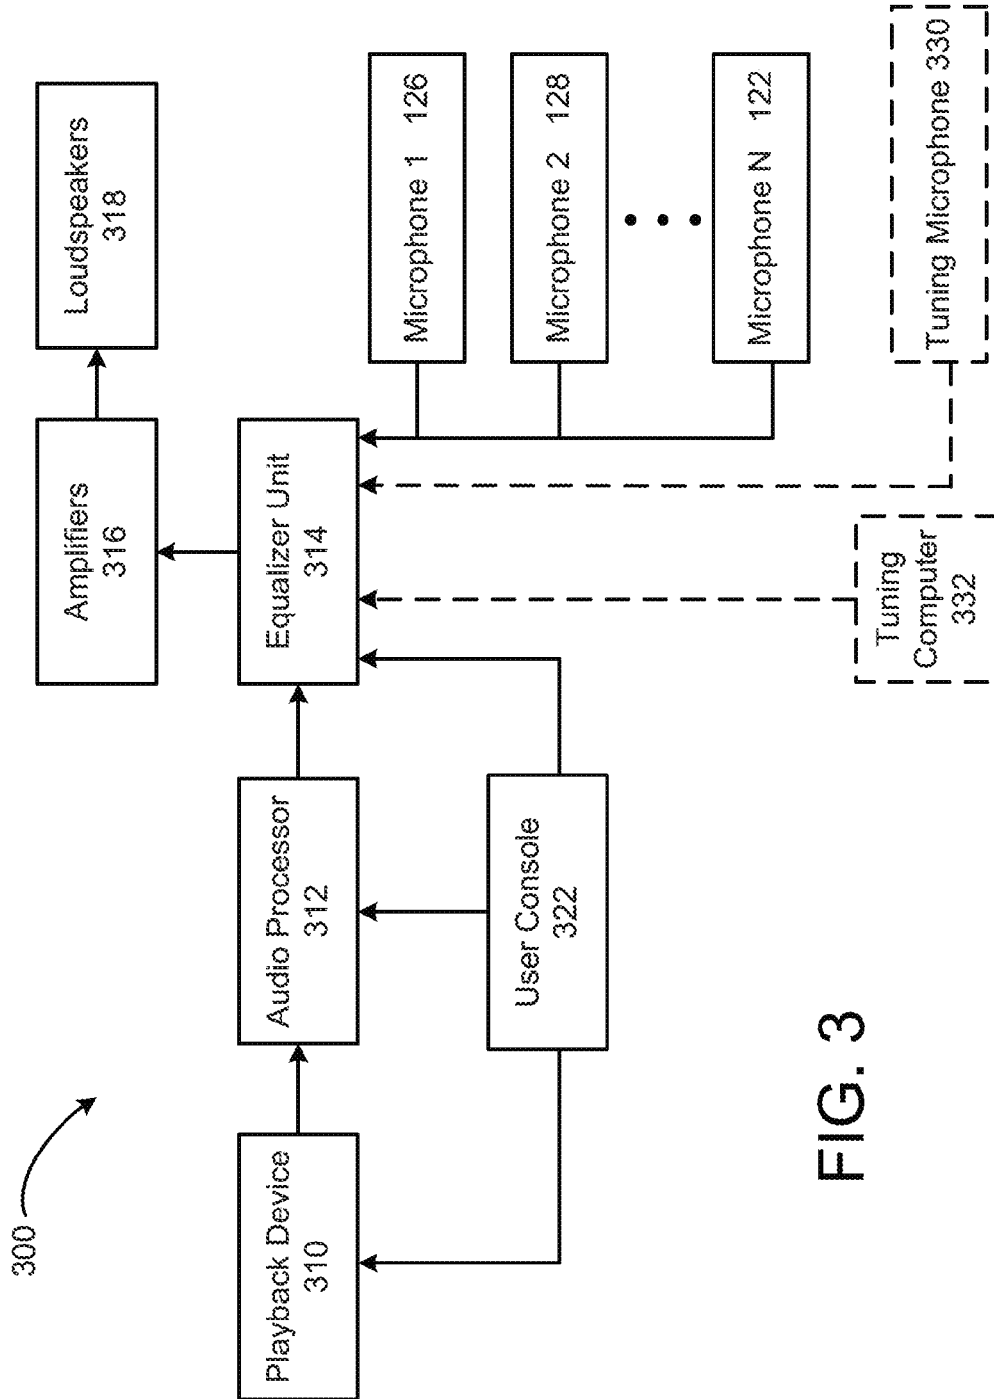 300
Playback Device
310
Audio Processor
312
Equalizer Unit
314
Amplifiers
316
Loudspeakers
318
User Console
322
Microphone 1 126
Microphone 2 128
Microphone N 122
Tuning
Computer
332
Tuning Microphone 330
FIG. 3